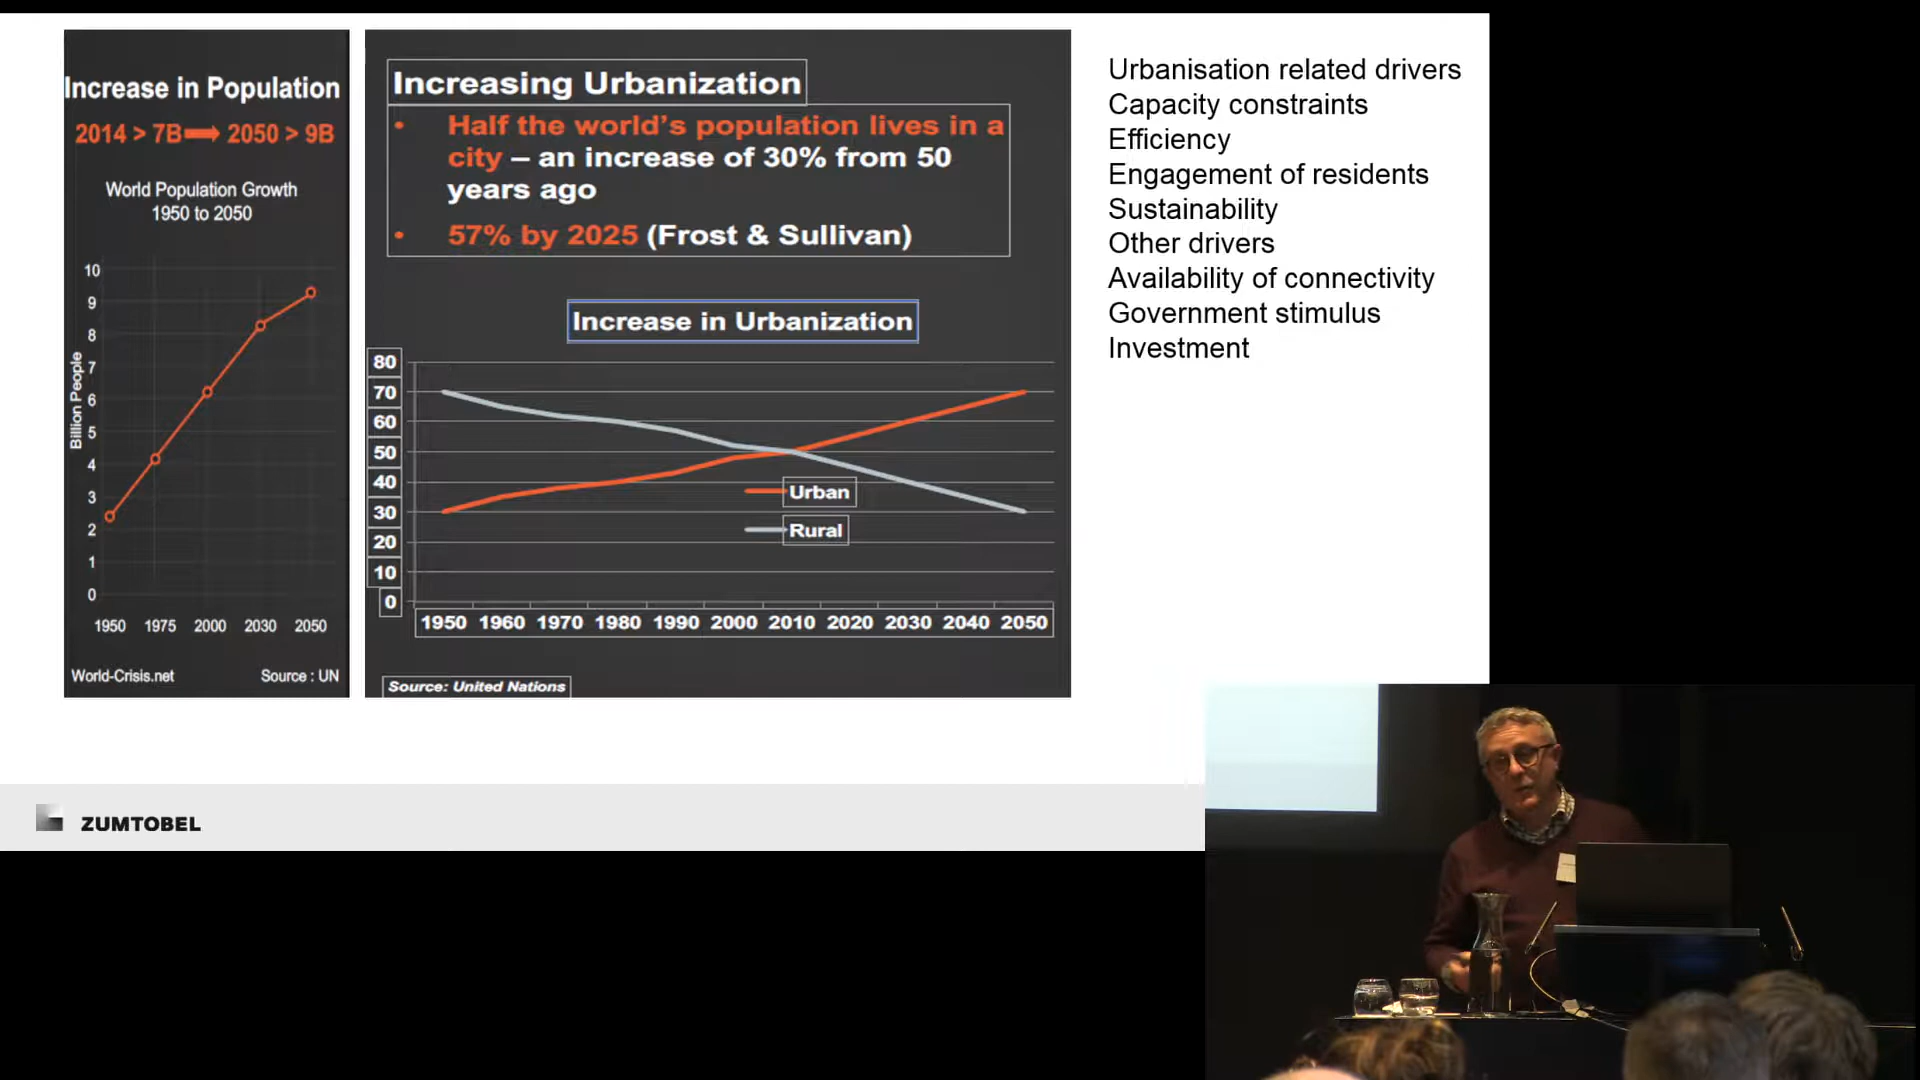 Increase in Population
2014 > 7B 2050 > 9B
World Population Growth
1950 to 2050
Billion People
10
9
8
7
6
5
4
3
2
1
0
1950 1975 2000 2030 2050
World-Crisis.net Source : UN
Increasing Urbanization
• Half the world's population lives in a
city – an increase of 30% from 50
years ago
• 57% by 2025 (Frost & Sullivan)
Increase in Urbanization
80
70
60
50
40
30
20
10
0
Urban
Rural
1950 1960 1970 1980 1990 2000 2010 2020 2030 2040 2050
Source: United Nations
Urbanisation related drivers
Capacity constraints
Efficiency
Engagement of residents
Sustainability
Other drivers
Availability of connectivity
Government stimulus
Investment
ZUMTOBEL